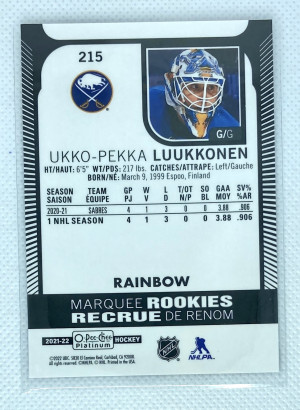 215
G/G
UKKO-PEKKA LUUKKONEN
HT/HAUT: 6'5" WT/PDS: 217 lbs. CATCHES/ATTRAPE: Left/Gauche
BORN/NÉ: March 9, 1999 Espoo, Finland
SEASON TEAM GP W L T/OT SO GAA SV%
SAISON ÉQUIPE PJ V D N/P BL MOY %AR
2020-21 SABRES 4 1 3 0 0 3.88 .906
1 NHL SEASON 4 1 3 0 0 3.88 .906
RAINBOW
MARQUEE ROOKIES
RECRUE DE RENOM
2021-22 O-Pee-Chee Platinum HOCKEY
NHL NHLPA